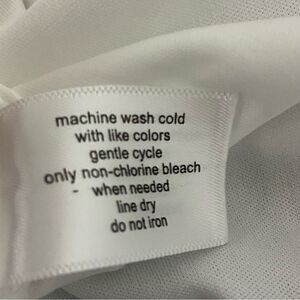 machine wash cold
with like colors
gentle cycle
only non-chlorine bleach
- when needed
line dry
do not iron